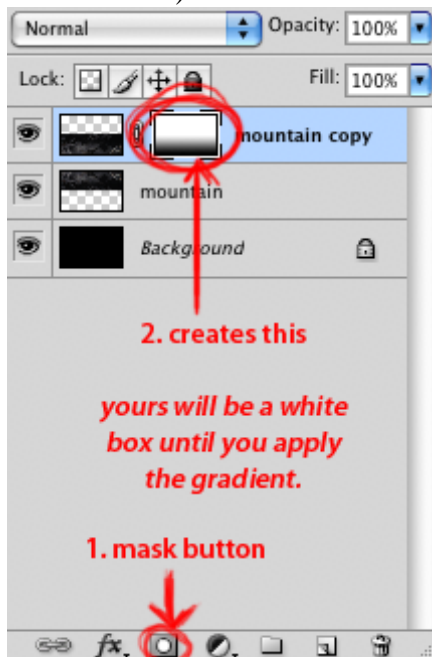 Normal Opacity: 100%
Lock: Fill: 100%
mountain copy
mountain
Background
2. creates this
yours will be a white
box until you apply
the gradient.
1. mask button
fx.